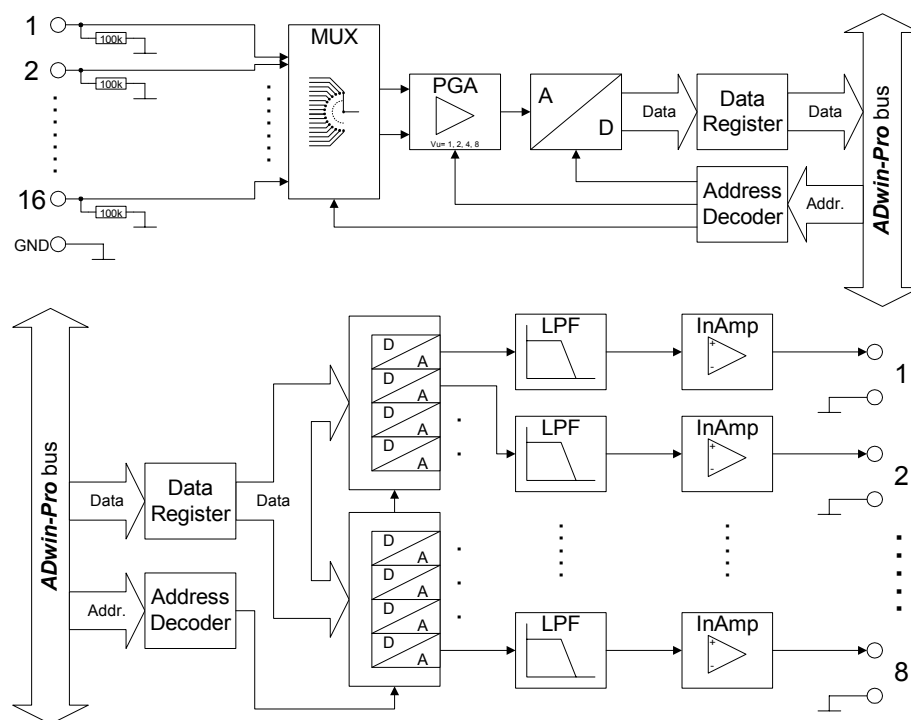 1
100k
MUX
2
100k
PGA
Vu= 1, 2, 4, 8
A
D
Data
Data
Register
Data
ADwin-Pro bus
16
100k
Address
Decoder
Addr.
GND
ADwin-Pro bus
Data
Data
Register
Data
Addr.
Address
Decoder
D
A
D
A
D
A
D
A
D
A
D
A
D
A
D
A
LPF
InAmp
+
-
1
LPF
InAmp
+
-
2
LPF
InAmp
+
-
8